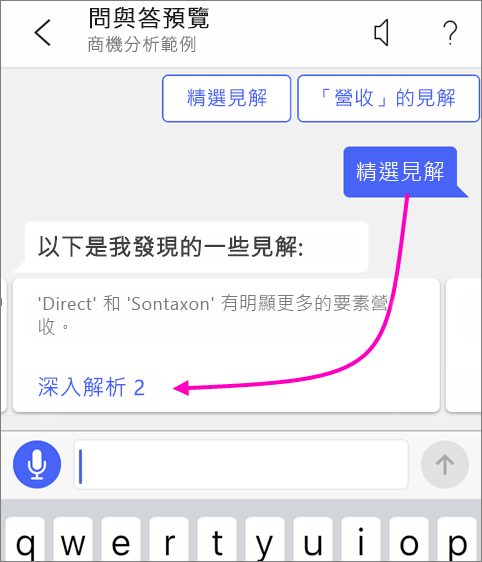 問與答預覽
商機分析範例
?
精選見解
「營收」的見解
精選見解
以下是我發現的一些見解:
'Direct' 和 'Sontaxon' 有明顯更多的要素營
收。
深入解析 2
q w e r t y u i o p